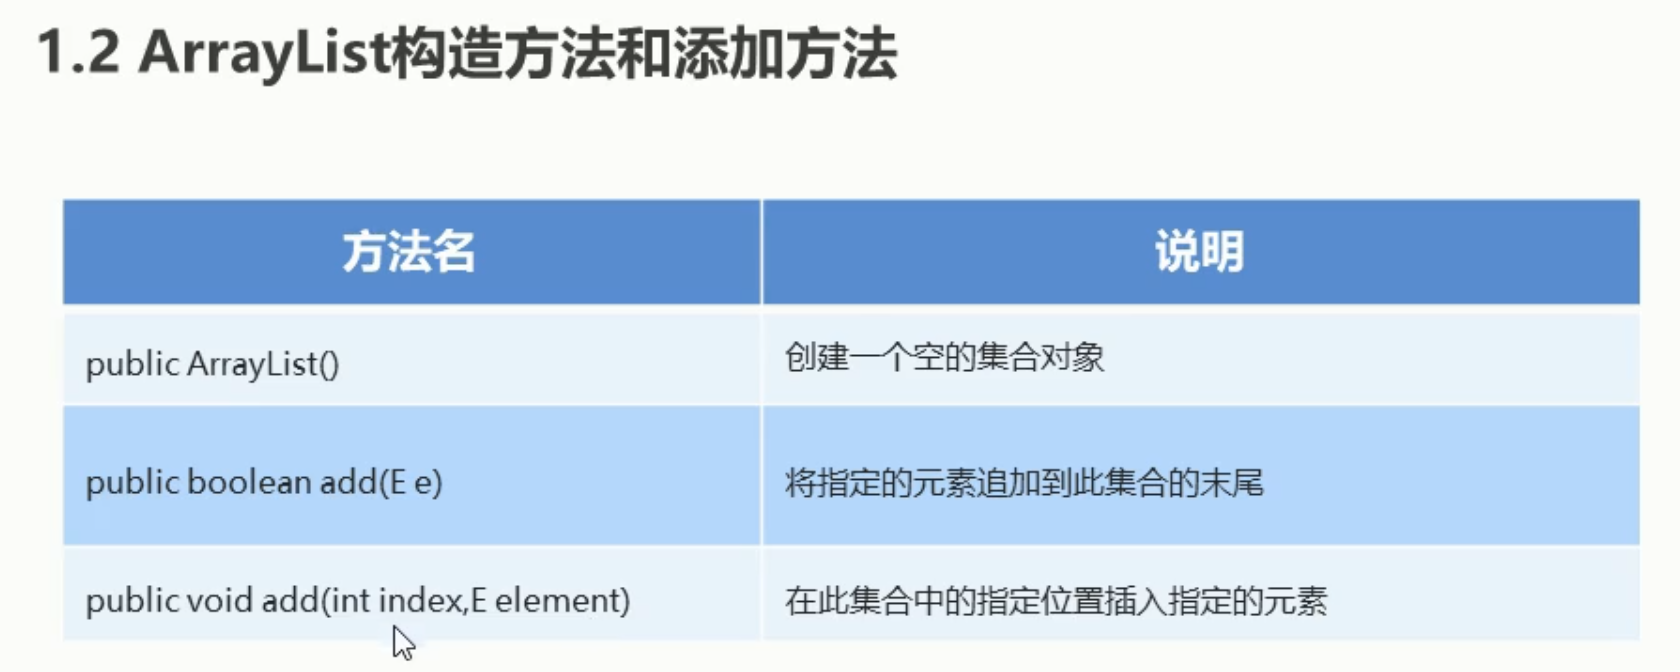 1.2 ArrayList构造方法和添加方法
方法名 说明
public ArrayList() 创建一个空的集合对象
public boolean add(E e) 将指定的元素追加到此集合的末尾
public void add(int index,E element) 在此集合中的指定位置插入指定的元素